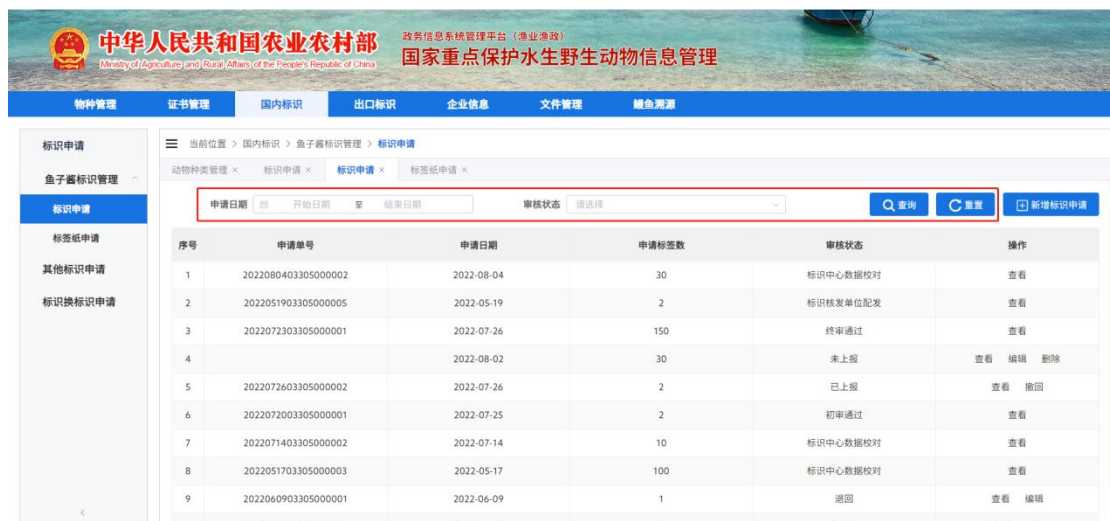 中华人民共和国农业农村部
Ministry of Agriculture and Rural Affairs of the People's Republic of China
政务信息系统管理平台（渔业渔政）
国家重点保护水生野生动物信息管理
物种管理 证书管理 国内标识 出口标识 企业信息 文件管理 鳗鱼溯源
标识申请
鱼子酱标识管理
标识申请
标签纸申请
其他标识申请
标识换标识申请
当前位置 > 国内标识 > 鱼子酱标识管理 > 标识申请
动物种类管理 × 标识申请 × 标识申请 × 标签纸申请 ×
申请日期 开始日期 至 结束日期 审核状态 请选择 查询 重置 新增标识申请
序号 申请单号 申请日期 申请标签数 审核状态 操作
1 2022080403305000002 2022-08-04 30 标识中心数据校对 查看
2 2022051903305000005 2022-05-19 2 标识核发单位配发 查看
3 2022072303305000001 2022-07-26 150 终审通过 查看
4 2022-08-02 30 未上报 查看 编辑 删除
5 2022072603305000002 2022-07-26 2 已上报 查看 撤回
6 2022072003305000001 2022-07-25 2 初审通过 查看
7 2022071403305000002 2022-07-14 10 标识中心数据校对 查看
8 2022051703305000003 2022-05-17 100 标识中心数据校对 查看
9 2022060903305000001 2022-06-09 1 退回 查看 编辑